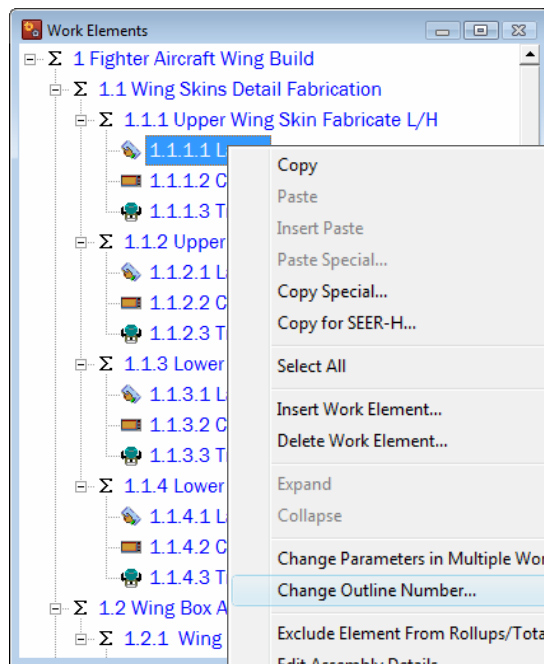 Work Elements
Σ 1 Fighter Aircraft Wing Build
Σ 1.1 Wing Skins Detail Fabrication
Σ 1.1.1 Upper Wing Skin Fabricate L/H
1.1.1.1
1.1.1.2 C
1.1.1.3 T
Σ 1.1.2 Upper
1.1.2.1 L
1.1.2.2 C
1.1.2.3 T
Σ 1.1.3 Lower
1.1.3.1 L
1.1.3.2 C
1.1.3.3 T
Σ 1.1.4 Lower
1.1.4.1 L
1.1.4.2 C
1.1.4.3 T
Σ 1.2 Wing Box A
Σ 1.2.1 Wing
Copy
Paste
Insert Paste
Paste Special...
Copy Special...
Copy for SEER-H...
Select All
Insert Work Element...
Delete Work Element...
Expand
Collapse
Change Parameters in Multiple Wor
Change Outline Number...
Exclude Element From Rollups/Tota
Edit Assembly Details